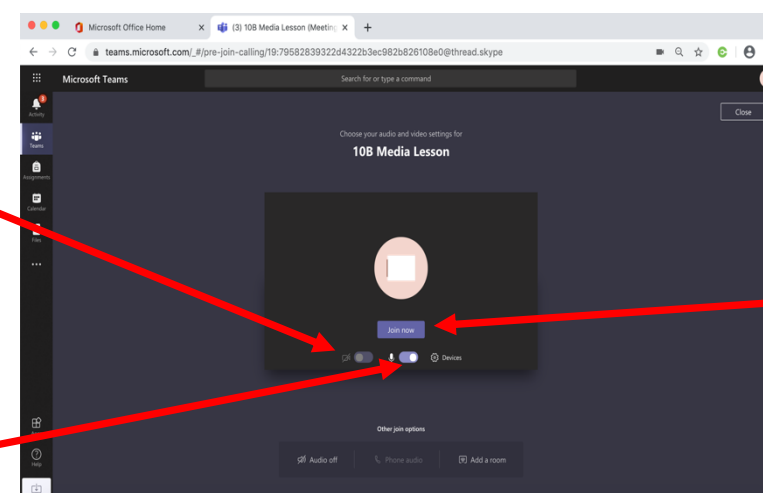 Microsoft Office Home
(3) 10B Media Lesson (Meeting
teams.microsoft.com/_#/pre-join-calling/19:79582839322d4322b3ec982b826108e0@thread.skype
Microsoft Teams
Search for or type a command
3
Activity
Close
Teams
Choose your audio and video settings for
10B Media Lesson
Assignments
Calendar
Files
Join now
Devices
Other join options
Help
Audio off
Phone audio
Add a room